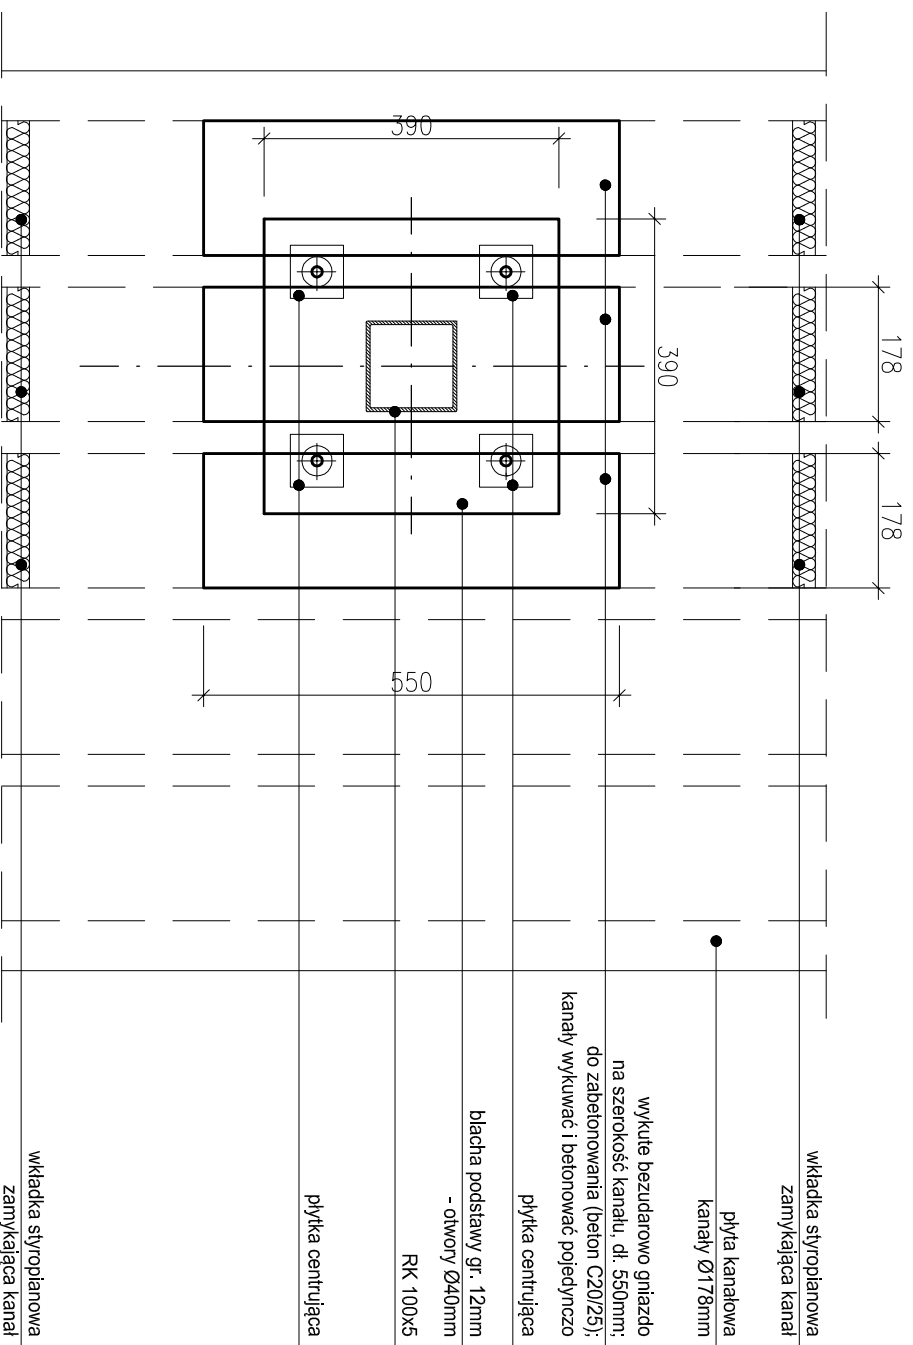 wkładka styropianowa
zamykająca kanał
płyta kanałowa
kanały Ø178mm
wykute bezudarowo gniazdo
na szerokość kanału, dł. 550mm;
do zabetonowania (beton C20/25);
kanały wykuwać i betonować pojedynczo
płytka centrująca
blacha podstawy gr. 12mm
- otwory Ø40mm
RK 100x5
płytka centrująca
wkładka styropianowa
zamykająca kanał
178
178
390
390
550